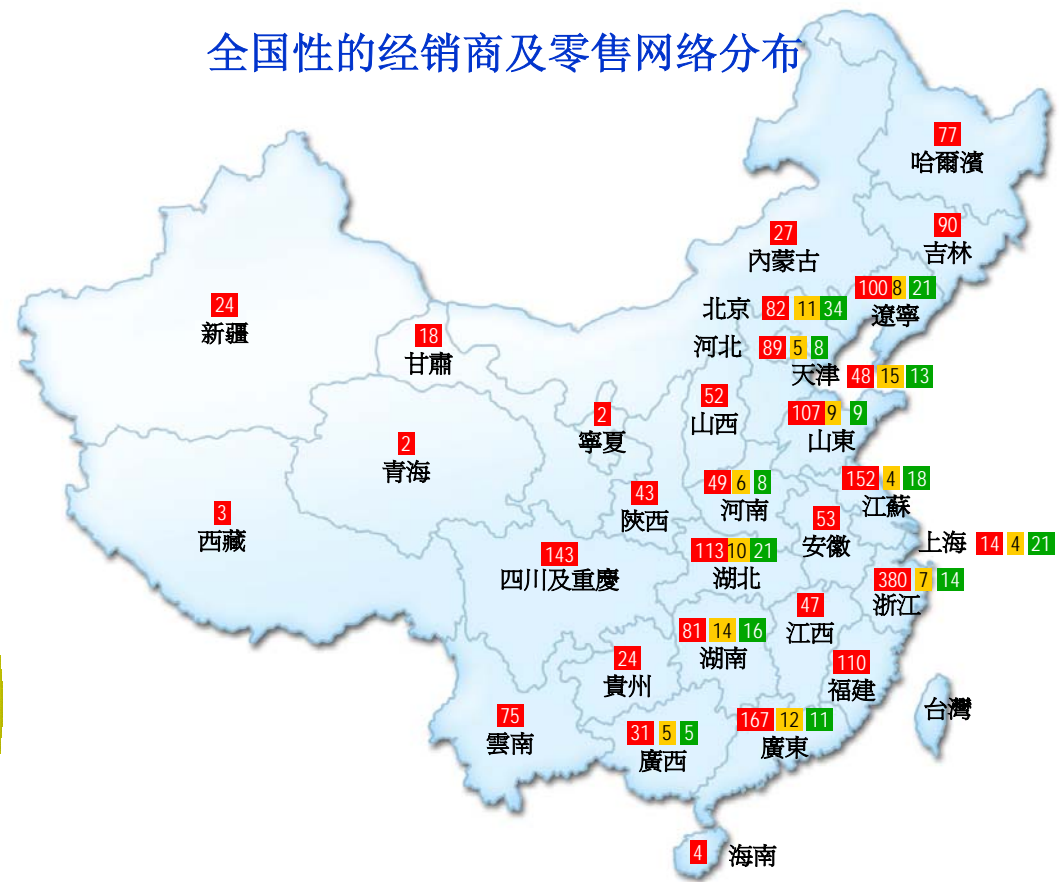 全国性的经销商及零售网络分布
77
哈爾濱
90
吉林
27
內蒙古
100 8 21
遼寧
北京 82 11 34
24
新疆
18
甘肅
河北 89 5 8
天津 48 15 13
52
山西
107 9 9
山東
2
寧夏
2
青海
152 4 18
江蘇
49 6 8
河南
43
陝西
3
西藏
53
安徽
上海 14 4 21
143
四川及重慶
113 10 21
湖北
380 7 14
浙江
47
江西
81 14 16
湖南
24
貴州
110
福建
台灣
75
雲南
31 5 5
廣西
167 12 11
廣東
4 海南